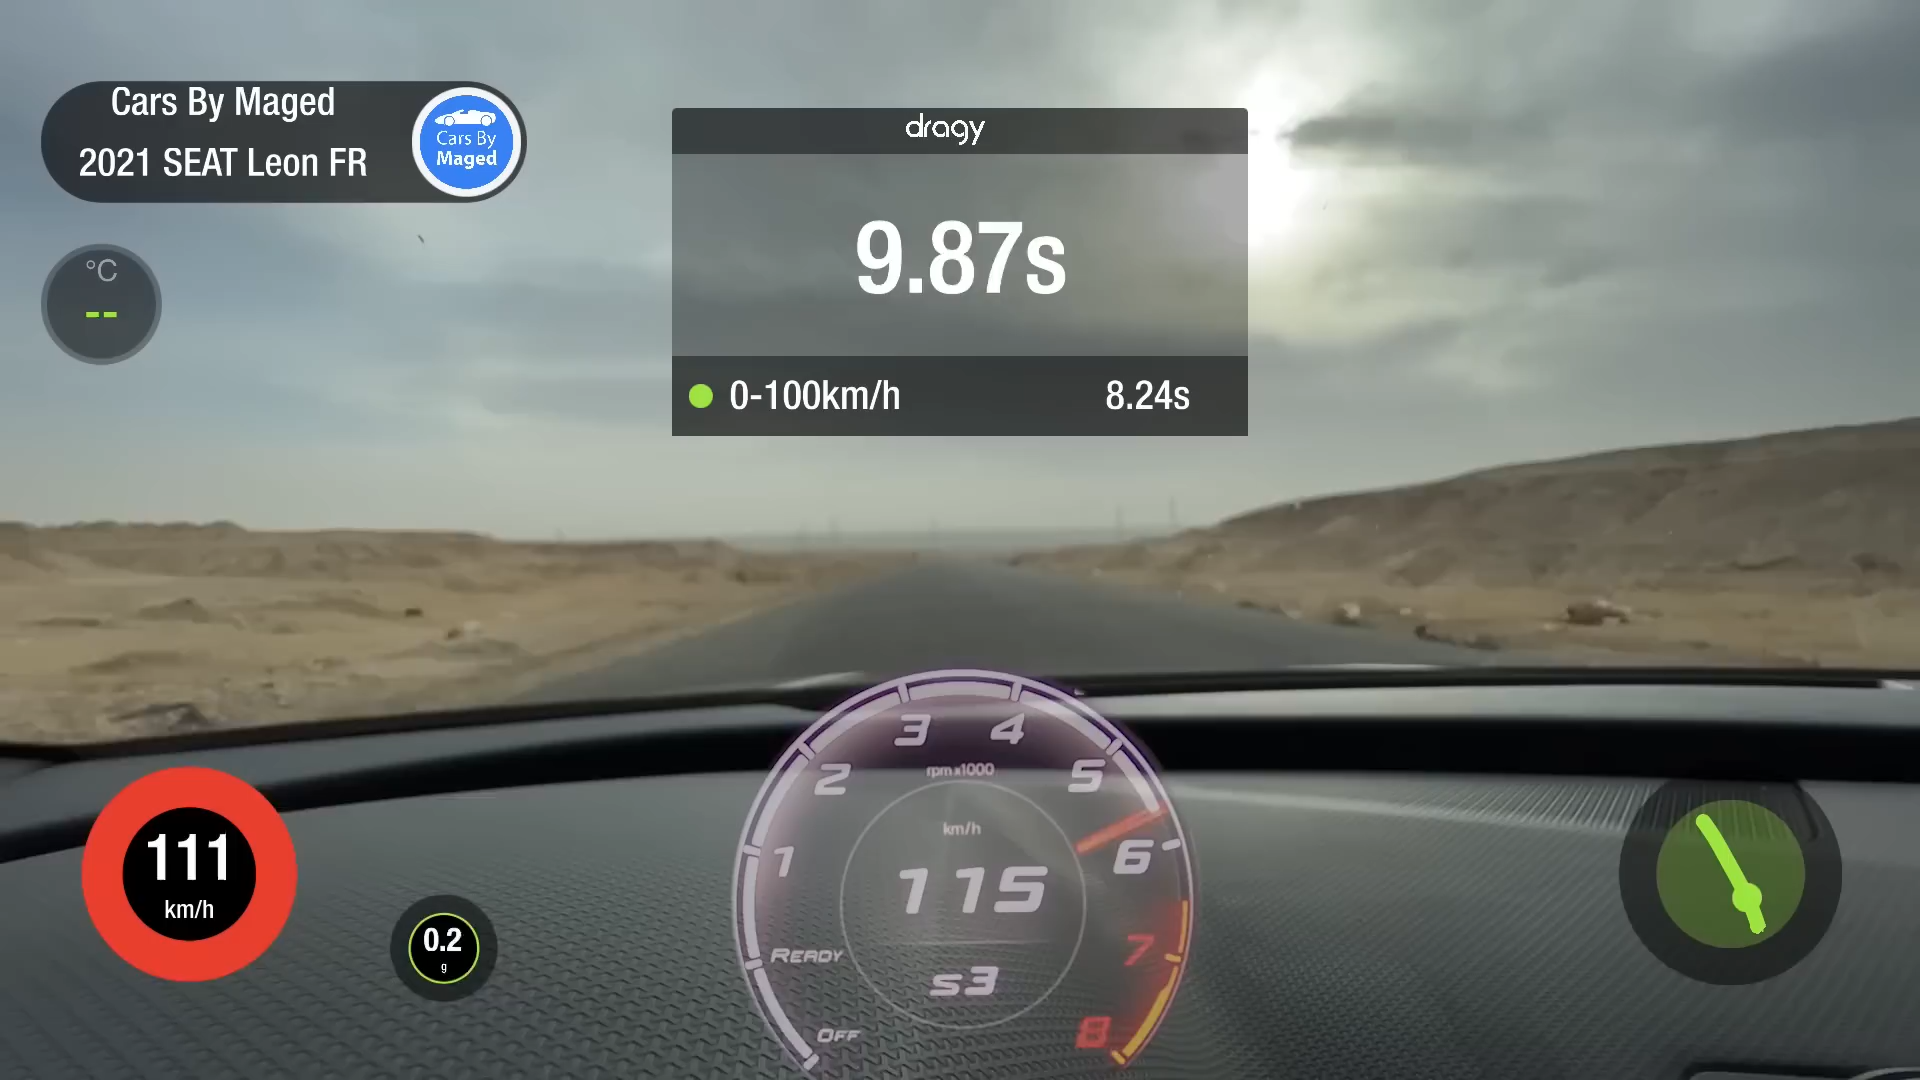 Cars By Maged
2021 SEAT Leon FR
Cars By
Maged
°C
--
dragy
9.87s
0-100km/h 8.24s
111
km/h
0.2
g
3 4
2 5
rpm x1000
km/h
1 6
115
READY 7
S3
OFF 8